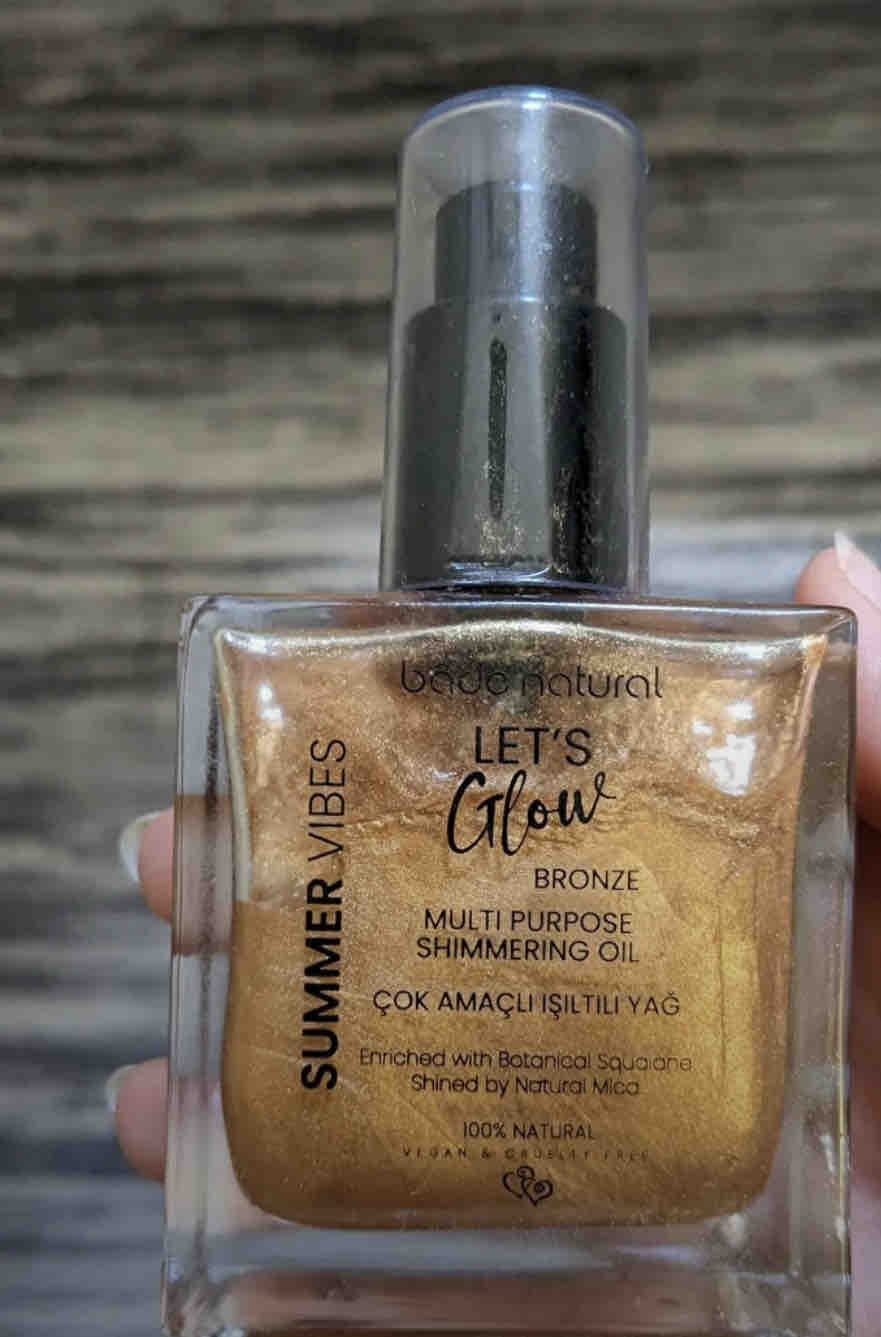 bade natural
LET'S
Glow
BRONZE
MULTI PURPOSE
SHIMMERING OIL
ÇOK AMAÇLI IŞILTILI YAĞ
Enriched with Botanical Squalane
Shined by Natural Mica
100% NATURAL
VEGAN & CRUELTY FREE
SUMMER VIBES